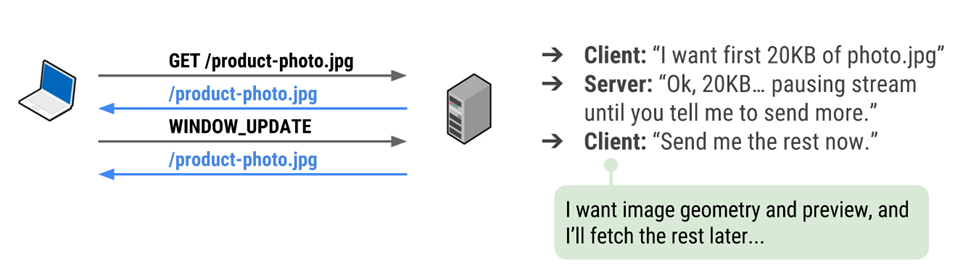 GET /product-photo.jpg
/product-photo.jpg
WINDOW_UPDATE
/product-photo.jpg
➔ Client: “I want first 20KB of photo.jpg”
➔ Server: “Ok, 20KB... pausing stream
until you tell me to send more.”
➔ Client: “Send me the rest now.”
I want image geometry and preview, and
I’ll fetch the rest later...